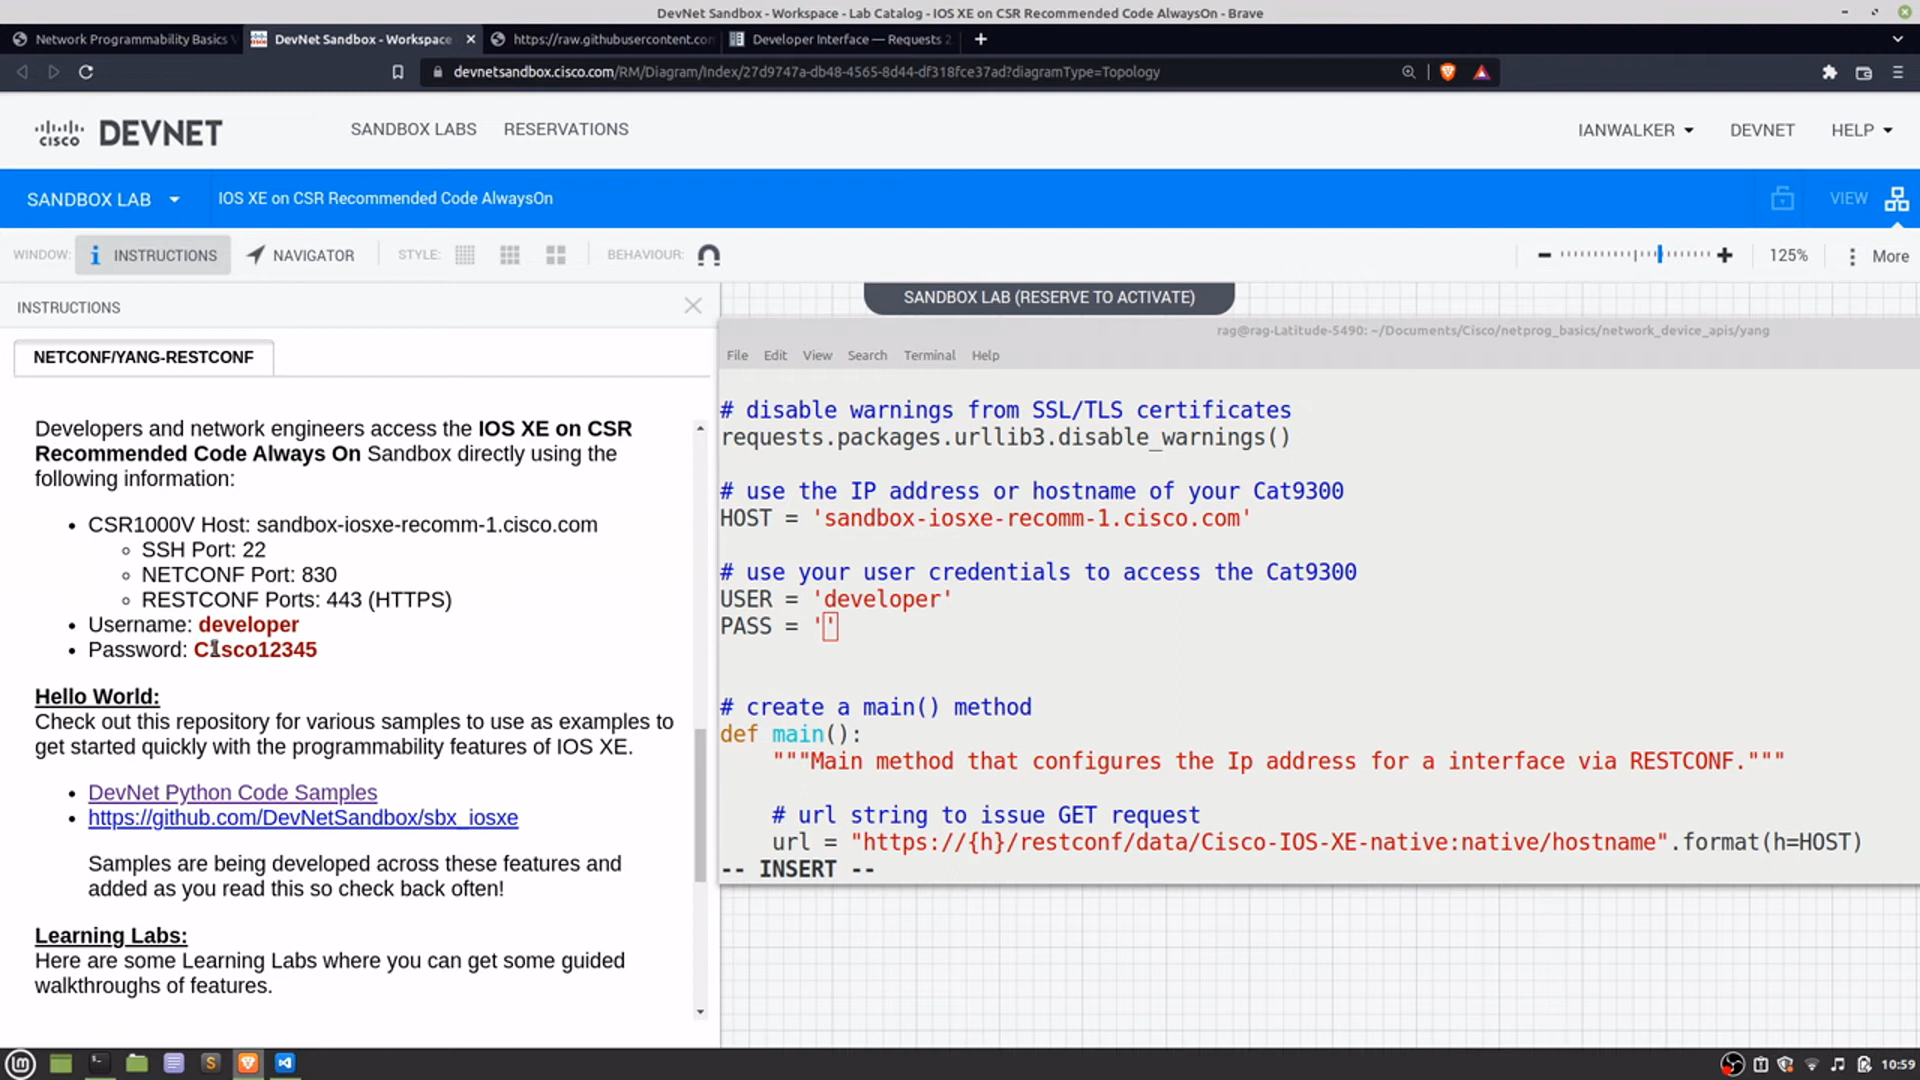 DevNet Sandbox - Workspace - Lab Catalog - IOS XE on CSR Recommended Code AlwaysOn - Brave
Network Programmability Basics
DevNet Sandbox - Workspace
https://raw.githubusercontent.co
Developer Interface — Requests 2
devnetsandbox.cisco.com/RM/Diagram/Index/27d9747a-db48-4565-8d44-df318fce37ad?diagramType=Topology
cisco DEVNET
SANDBOX LABS
RESERVATIONS
IANWALKER
DEVNET
HELP
SANDBOX LAB
IOS XE on CSR Recommended Code AlwaysOn
VIEW
WINDOW:
INSTRUCTIONS
NAVIGATOR
STYLE:
BEHAVIOUR:
125%
More
INSTRUCTIONS
SANDBOX LAB (RESERVE TO ACTIVATE)
NETCONF/YANG-RESTCONF
Developers and network engineers access the IOS XE on CSR
Recommended Code Always On Sandbox directly using the
following information:
CSR1000V Host: sandbox-iosxe-recomm-1.cisco.com
SSH Port: 22
NETCONF Port: 830
RESTCONF Ports: 443 (HTTPS)
Username: developer
Password: C1sco12345
Hello World:
Check out this repository for various samples to use as examples to
get started quickly with the programmability features of IOS XE.
DevNet Python Code Samples
https://github.com/DevNetSandbox/sbx_iosxe
Samples are being developed across these features and
added as you read this so check back often!
Learning Labs:
Here are some Learning Labs where you can get some guided
walkthroughs of features.
rag@rag-Latitude-5490: ~/Documents/Cisco/netprog_basics/network_device_apis/yang
File Edit View Search Terminal Help
# disable warnings from SSL/TLS certificates
requests.packages.urllib3.disable_warnings()
# use the IP address or hostname of your Cat9300
HOST = 'sandbox-iosxe-recomm-1.cisco.com'
# use your user credentials to access the Cat9300
USER = 'developer'
PASS = ''
# create a main() method
def main():
"""Main method that configures the Ip address for a interface via RESTCONF."""
# url string to issue GET request
url = "https://{h}/restconf/data/Cisco-IOS-XE-native:native/hostname".format(h=HOST)
-- INSERT --
10:59